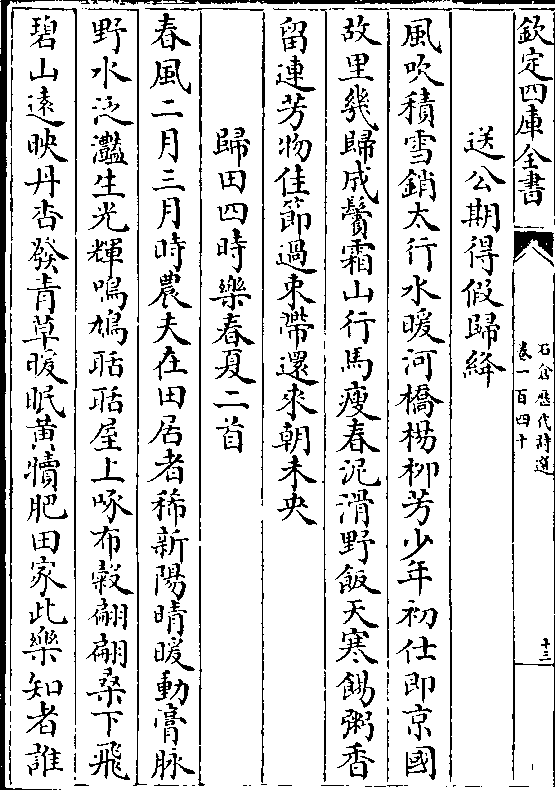 欽定四庫全書
石倉歷代詩選
卷一百四十
十三
送公期得假歸絳
風吹積雪銷太行水暖河橋楊柳芳少年初仕即京國
故里幾歸成鬢霜山行馬瘦春泥滑野飯天寒餳粥香
留連芳物佳節過束帶還來朝未央
歸田四時樂春夏二首
春風二月三月時農夫在田居者稀新陽晴暖動膏脉
野水泛灩生光輝鳴鳩聒聒屋上啄布穀翩翩桑下飛
碧山遠映丹杏發青草暖眠黃犢肥田家此樂知者誰